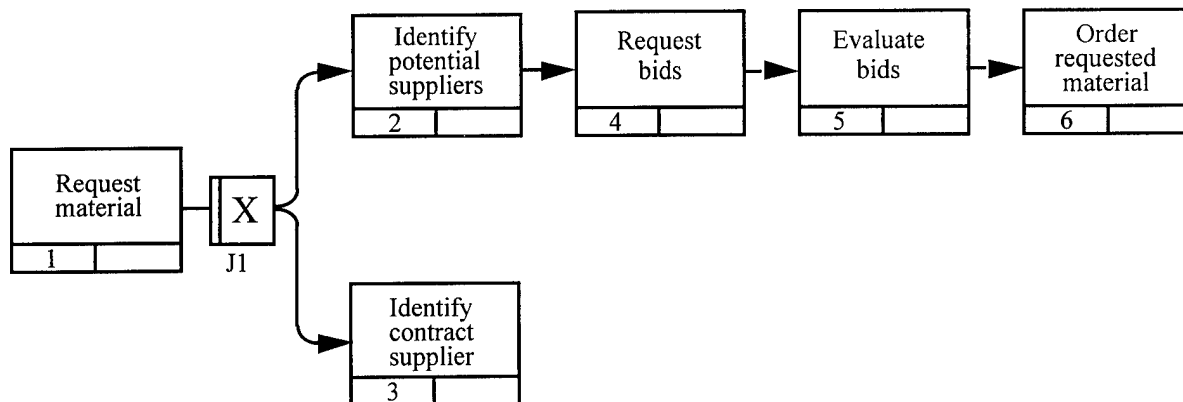 Identify
potential
suppliers
2
Request
bids
4
Evaluate
bids
5
Order
requested
material
6
Request
material
1
X
J1
Identify
contract
supplier
3